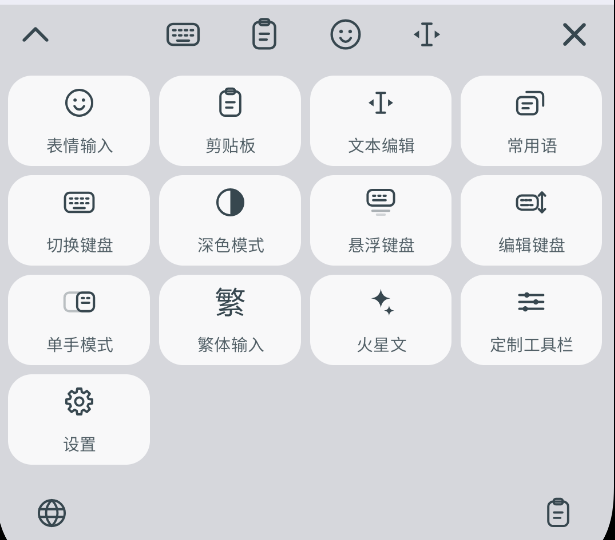 表情输入
剪贴板
文本编辑
常用语
切换键盘
深色模式
悬浮键盘
编辑键盘
单手模式
繁
繁体输入
火星文
定制工具栏
设置